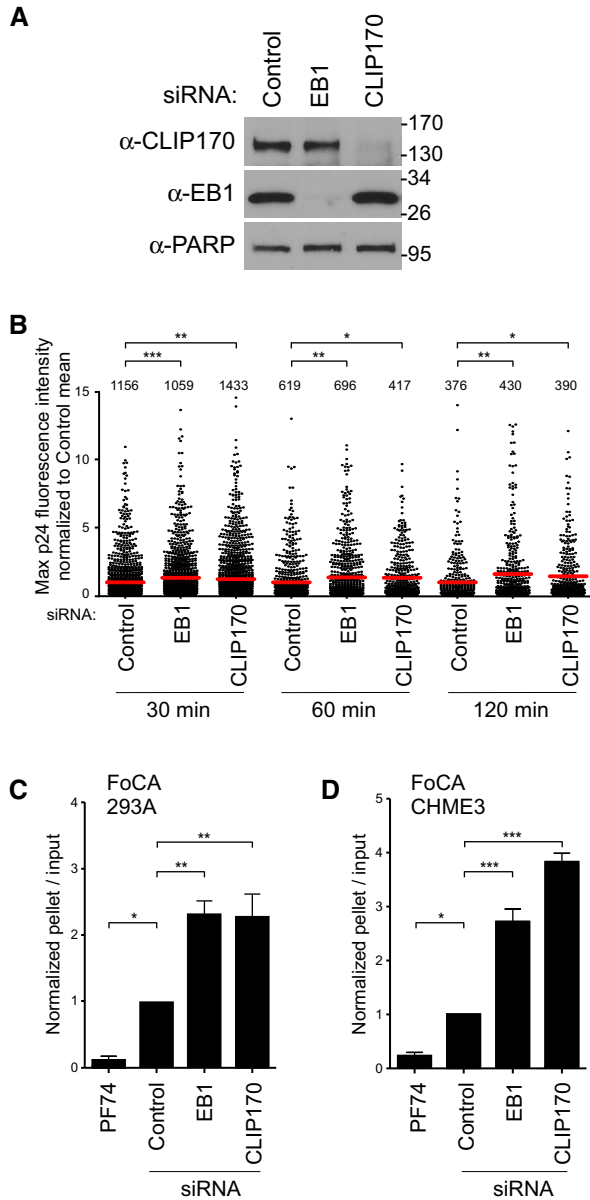 A
siRNA: Control EB1 CLIP170
α-CLIP170 -170
-130
α-EB1 -34
-26
α-PARP -95
B
Max p24 fluorescence intensity
normalized to Control mean
** * *
*** ** **
1156 1059 1433 619 696 417 376 430 390
15
10
5
0
siRNA: Control EB1 CLIP170 Control EB1 CLIP170 Control EB1 CLIP170
30 min 60 min 120 min
C
FoCA
293A
Normalized pellet / input
4
3
2
1
0
**
**
*
PF74 Control EB1 CLIP170
siRNA
D
FoCA
CHME3
Normalized pellet / input
5
4
3
2
1
0
***
***
*
PF74 Control EB1 CLIP170
siRNA